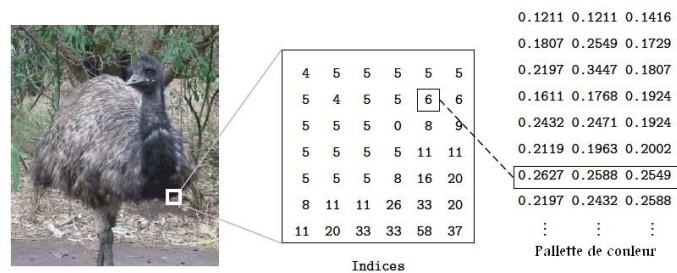 4 5 5 5 5 5
5 4 5 5 6 6
5 5 5 0 8 9
5 5 5 5 11 11
5 5 5 8 16 20
8 11 11 26 33 20
11 20 33 33 58 37
Indices
0.1211 0.1211 0.1416
0.1807 0.2549 0.1729
0.2197 0.3447 0.1807
0.1611 0.1768 0.1924
0.2432 0.2471 0.1924
0.2119 0.1963 0.2002
0.2627 0.2588 0.2549
0.2197 0.2432 0.2588
⋮ ⋮ ⋮
Pallette de couleur